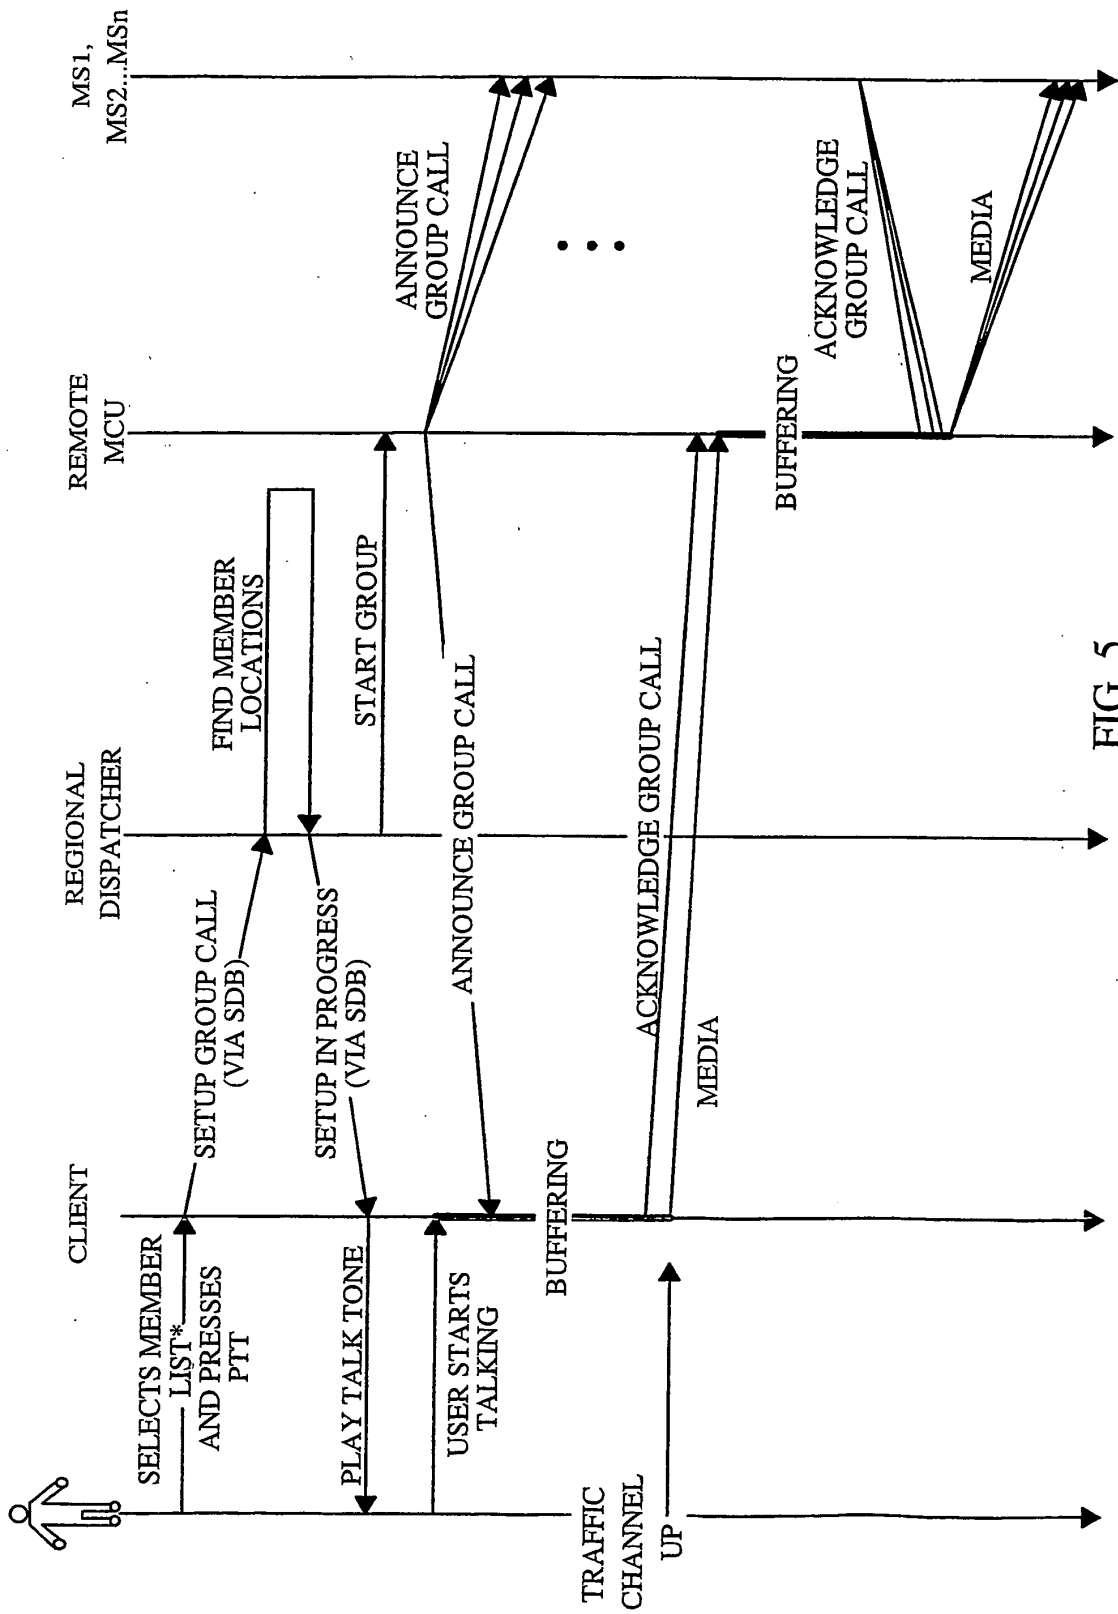 CLIENT
REGIONAL
DISPATCHER
REMOTE
MCU
MS1,
MS2...MSn
SELECTS MEMBER
LIST*
AND PRESSES
PTT
SETUP GROUP CALL
(VIA SDB)
FIND MEMBER
LOCATIONS
SETUP IN PROGRESS
(VIA SDB)
PLAY TALK TONE
START GROUP
ANNOUNCE
GROUP CALL
USER STARTS
TALKING
ANNOUNCE GROUP CALL
BUFFERING
TRAFFIC
CHANNEL
UP
ACKNOWLEDGE GROUP CALL
MEDIA
BUFFERING
ACKNOWLEDGE
GROUP CALL
MEDIA
FIG. 5